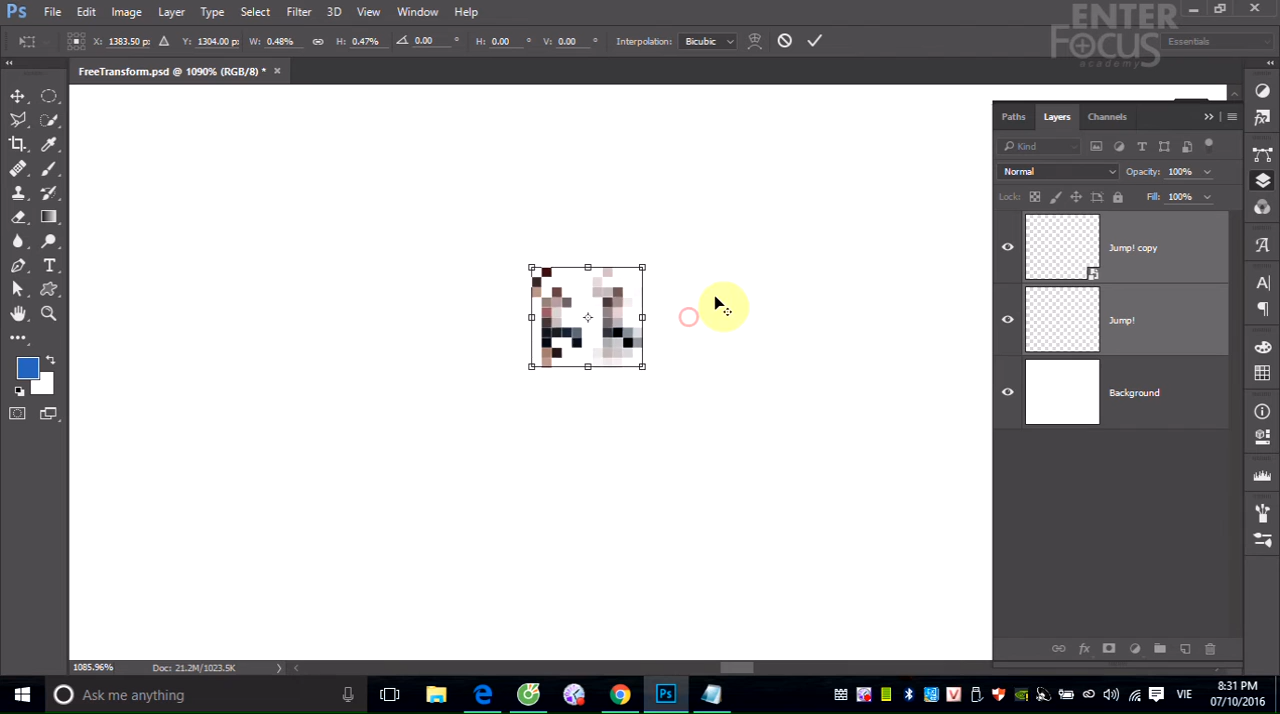 Ps File Edit Image Layer Type Select Filter 3D View Window Help
ENTER
FOCUS
academy
X: 1383.50 p: Y: 1304.00 p: W: 0.48% H: 0.47% 0.00 ° H: 0.00 ° V: 0.00 ° Interpolation: Bicubic Essentials
FreeTransform.psd @ 1090% (RGB/8) * ×
Paths Layers Channels
Kind
Normal Opacity: 100%
Lock: Fill: 100%
Jump! copy
Jump!
Background
1085.96% Doc: 21.2M/1023.5K
Ask me anything
Ps
VIE
8:31 PM
07/10/2016